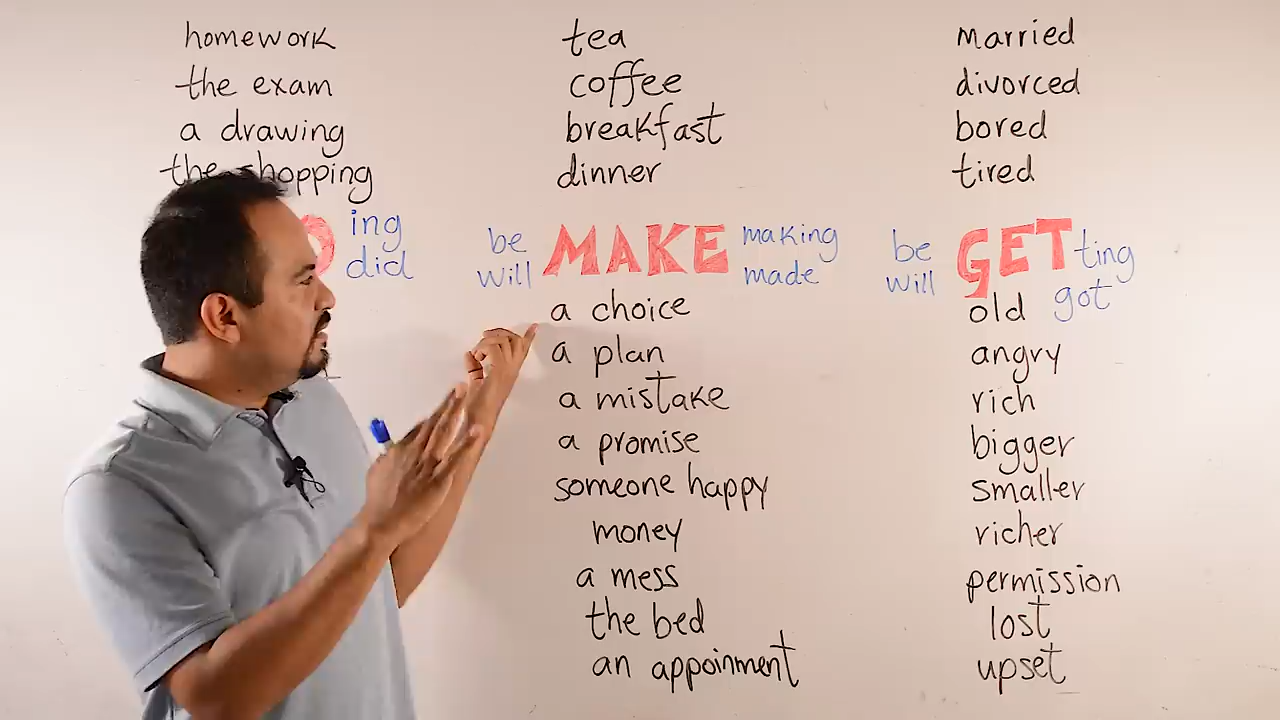 homework
the exam
a drawing
the shopping
ing
did
tea
coffee
breakfast
dinner
be
will
MAKE
making
made
a choice
a plan
a mistake
a promise
someone happy
money
a mess
the bed
an appoinment
married
divorced
bored
tired
be
will
GETting
got
old
angry
rich
bigger
smaller
richer
permission
lost
upset